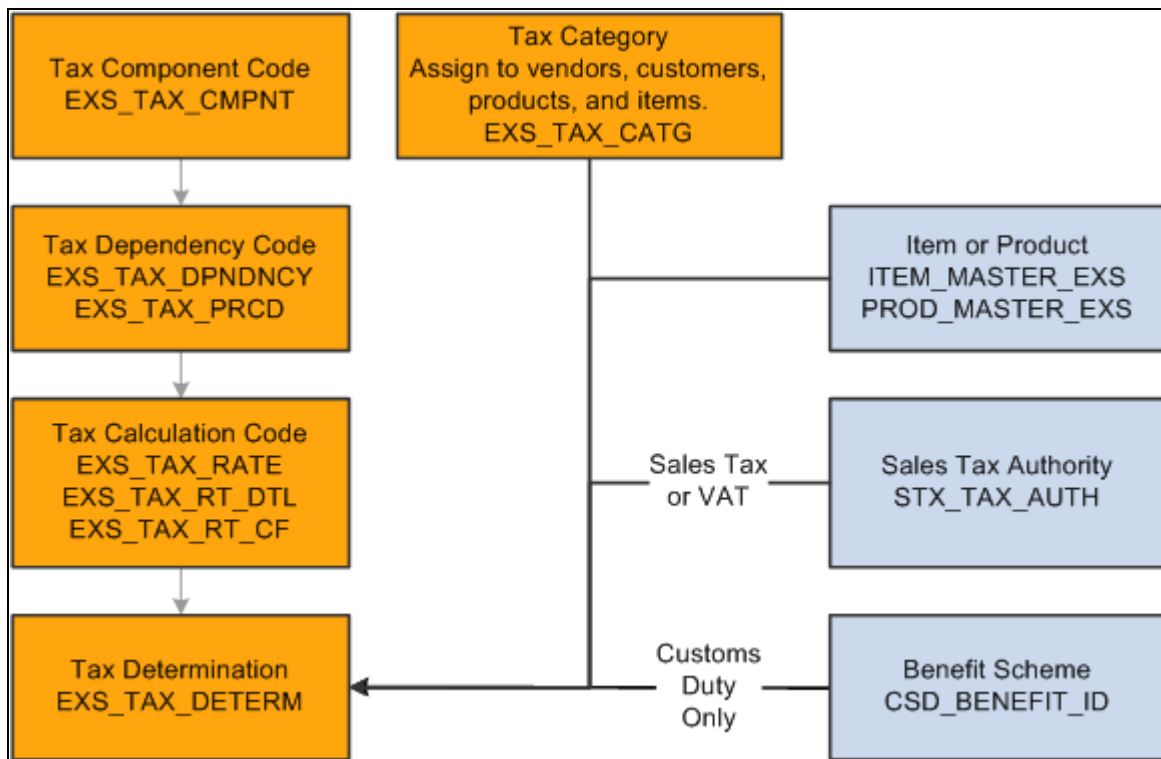 Tax Component Code
EXS_TAX_CMPNT
Tax Category
Assign to vendors, customers,
products, and items.
EXS_TAX_CATG
Tax Dependency Code
EXS_TAX_DPNDNCY
EXS_TAX_PRCD
Item or Product
ITEM_MASTER_EXS
PROD_MASTER_EXS
Tax Calculation Code
EXS_TAX_RATE
EXS_TAX_RT_DTL
EXS_TAX_RT_CF
Sales Tax
or VAT
Sales Tax Authority
STX_TAX_AUTH
Tax Determination
EXS_TAX_DETERM
Customs
Duty
Only
Benefit Scheme
CSD_BENEFIT_ID